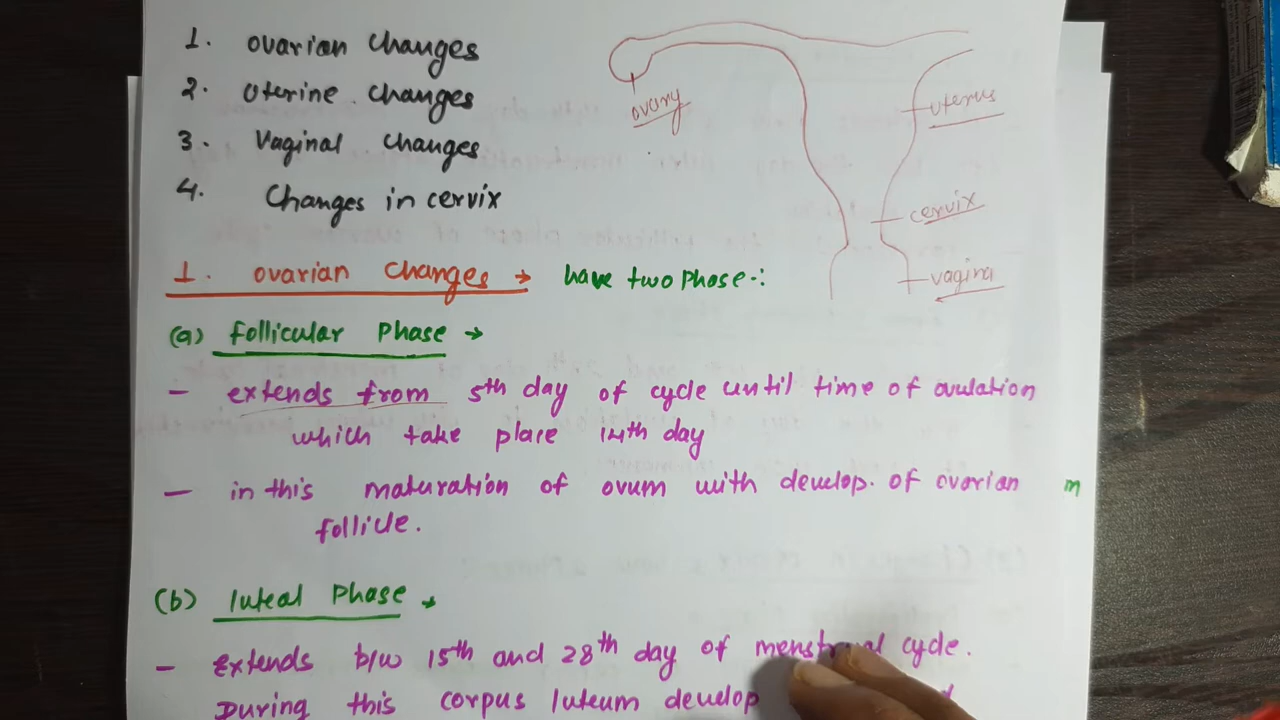 1. ovarian changes
2. Uterine changes
3. Vaginal changes
4. Changes in cervix
ovary
uterus
cervix
vagina
1. ovarian changes → have two phase-:
(a) follicular Phase →
- extends from 5th day of cycle until time of ovulation
which take place 14th day
- in this maturation of ovum with develop. of ovarian m
follicle.
(b) luteal Phase →
- Extends b/w 15th and 28th day of menstrual cycle.
During this corpus luteum develop